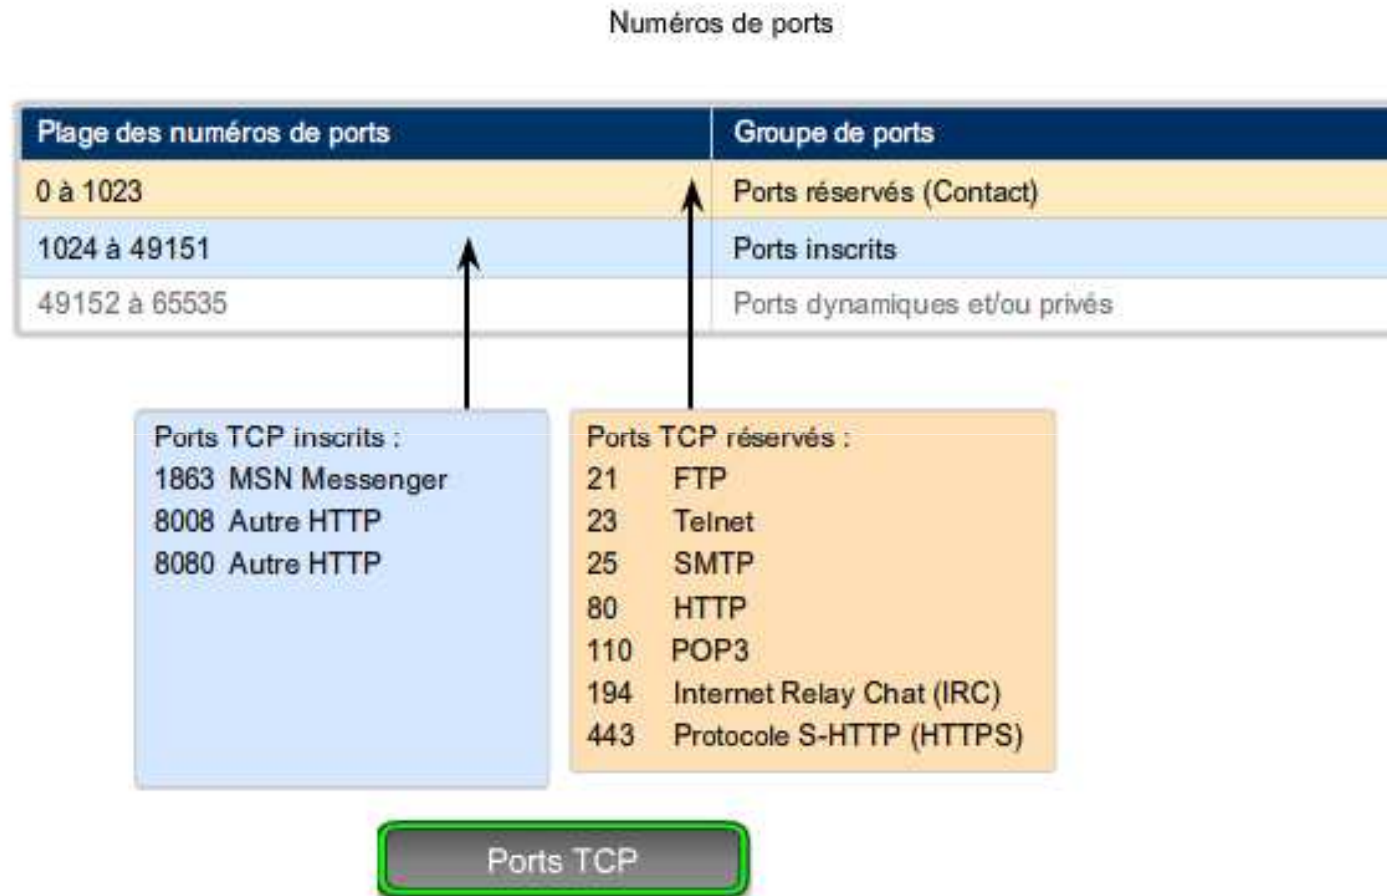 Numéros de ports
Plage des numéros de ports Groupe de ports
0 à 1023 Ports réservés (Contact)
1024 à 49151 Ports inscrits
49152 à 65535 Ports dynamiques et/ou privés
Ports TCP inscrits :
1863 MSN Messenger
8008 Autre HTTP
8080 Autre HTTP
Ports TCP réservés :
21 FTP
23 Telnet
25 SMTP
80 HTTP
110 POP3
194 Internet Relay Chat (IRC)
443 Protocole S-HTTP (HTTPS)
Ports TCP